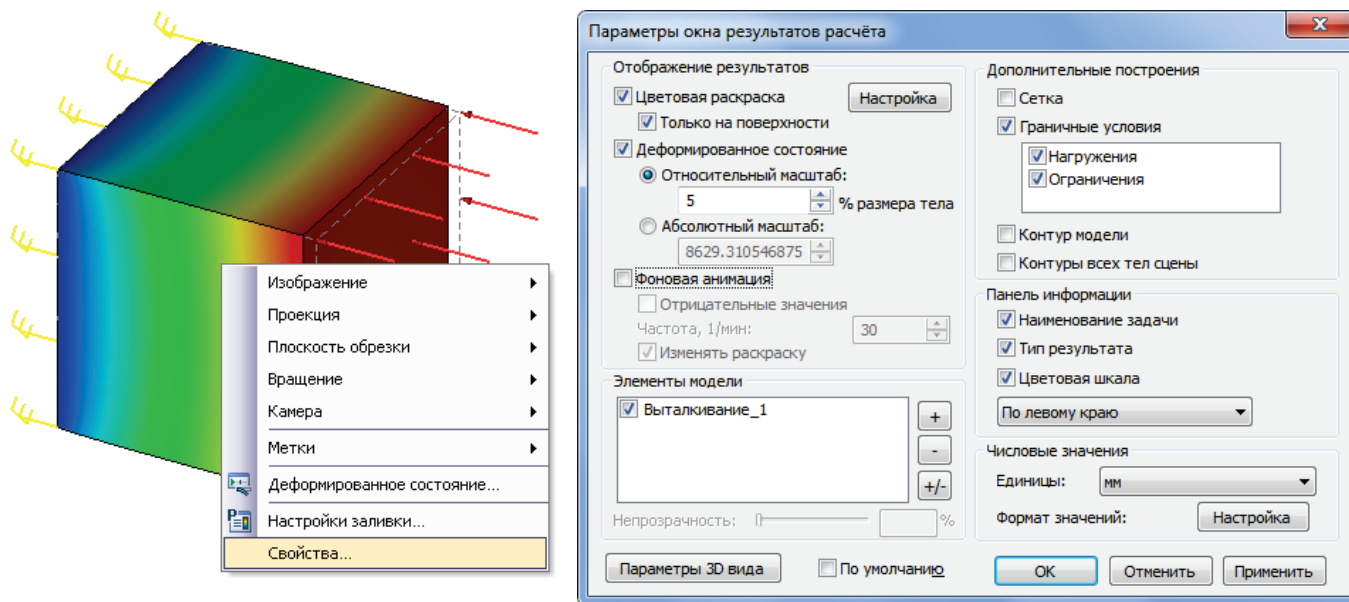 Изображение
Проекция
Плоскость обрезки
Вращение
Камера
Метки
Деформированное состояние...
Настройки заливки...
Свойства...
Параметры окна результатов расчёта
Отображение результатов
Цветовая раскраска
Настройка
Только на поверхности
Деформированное состояние
Относительный масштаб:
5
% размера тела
Абсолютный масштаб:
8629.310546875
Фоновая анимация
Отрицательные значения
Частота, 1/мин:
30
Изменять раскраску
Элементы модели
Выталкивание_1
+
-
+/-
Непрозрачность:
%
Дополнительные построения
Сетка
Граничные условия
Нагружения
Ограничения
Контур модели
Контуры всех тел сцены
Панель информации
Наименование задачи
Тип результата
Цветовая шкала
По левому краю
Числовые значения
Единицы:
мм
Формат значений:
Настройка
Параметры 3D вида
По умолчанию
OK
Отменить
Применить